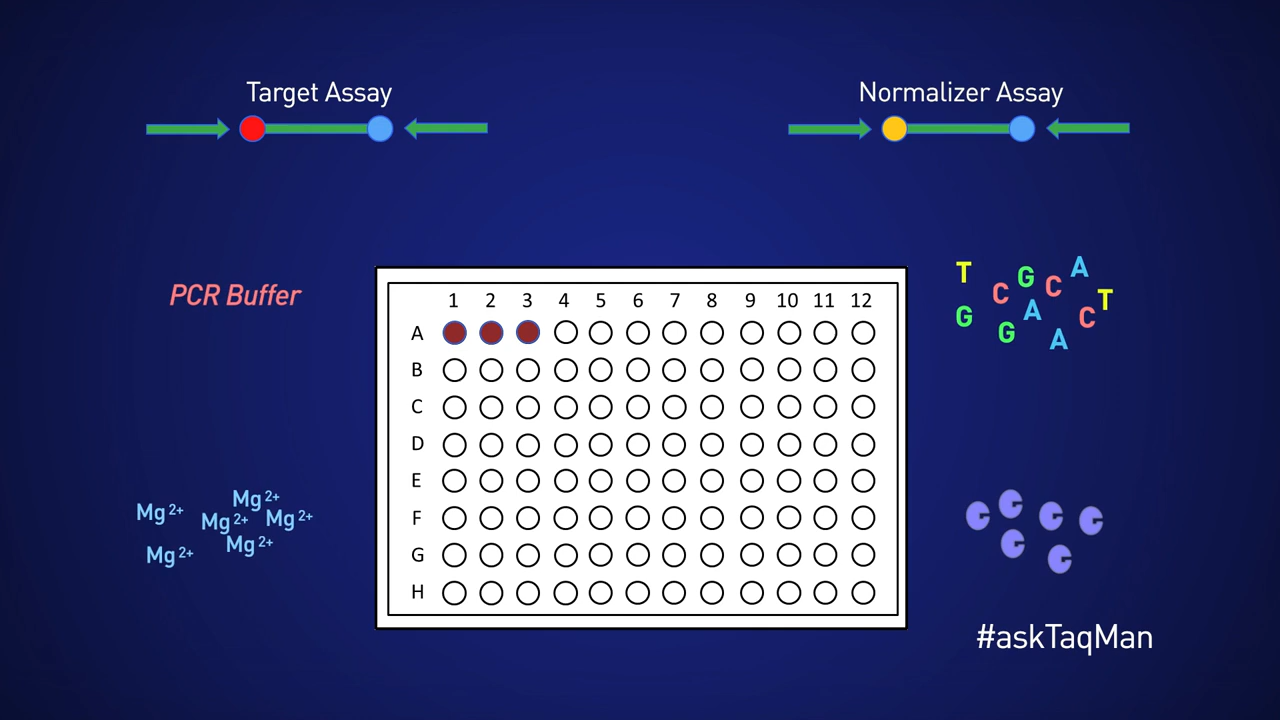 Target Assay
Normalizer Assay
PCR Buffer
T G C A
C T
G A C
G A
1 2 3 4 5 6 7 8 9 10 11 12
A
B
C
D
E
F
G
H
Mg2+
Mg2+ Mg2+ Mg2+
Mg2+
Mg2+
#askTaqMan